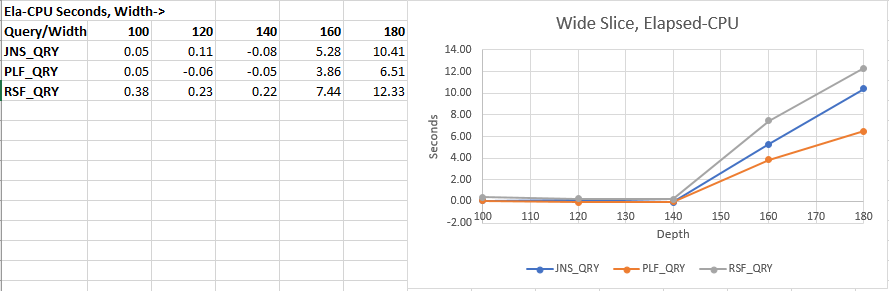 Ela-CPU Seconds, Width->
Query/Width 100 120 140 160 180
JNS_QRY 0.05 0.11 -0.08 5.28 10.41
PLF_QRY 0.05 -0.06 -0.05 3.86 6.51
RSF_QRY 0.38 0.23 0.22 7.44 12.33
Wide Slice, Elapsed-CPU
14.00
12.00
10.00
8.00
6.00
4.00
2.00
0.00
-2.00
Seconds
100 110 120 130 140 150 160 170 180
Depth
JNS_QRY PLF_QRY RSF_QRY